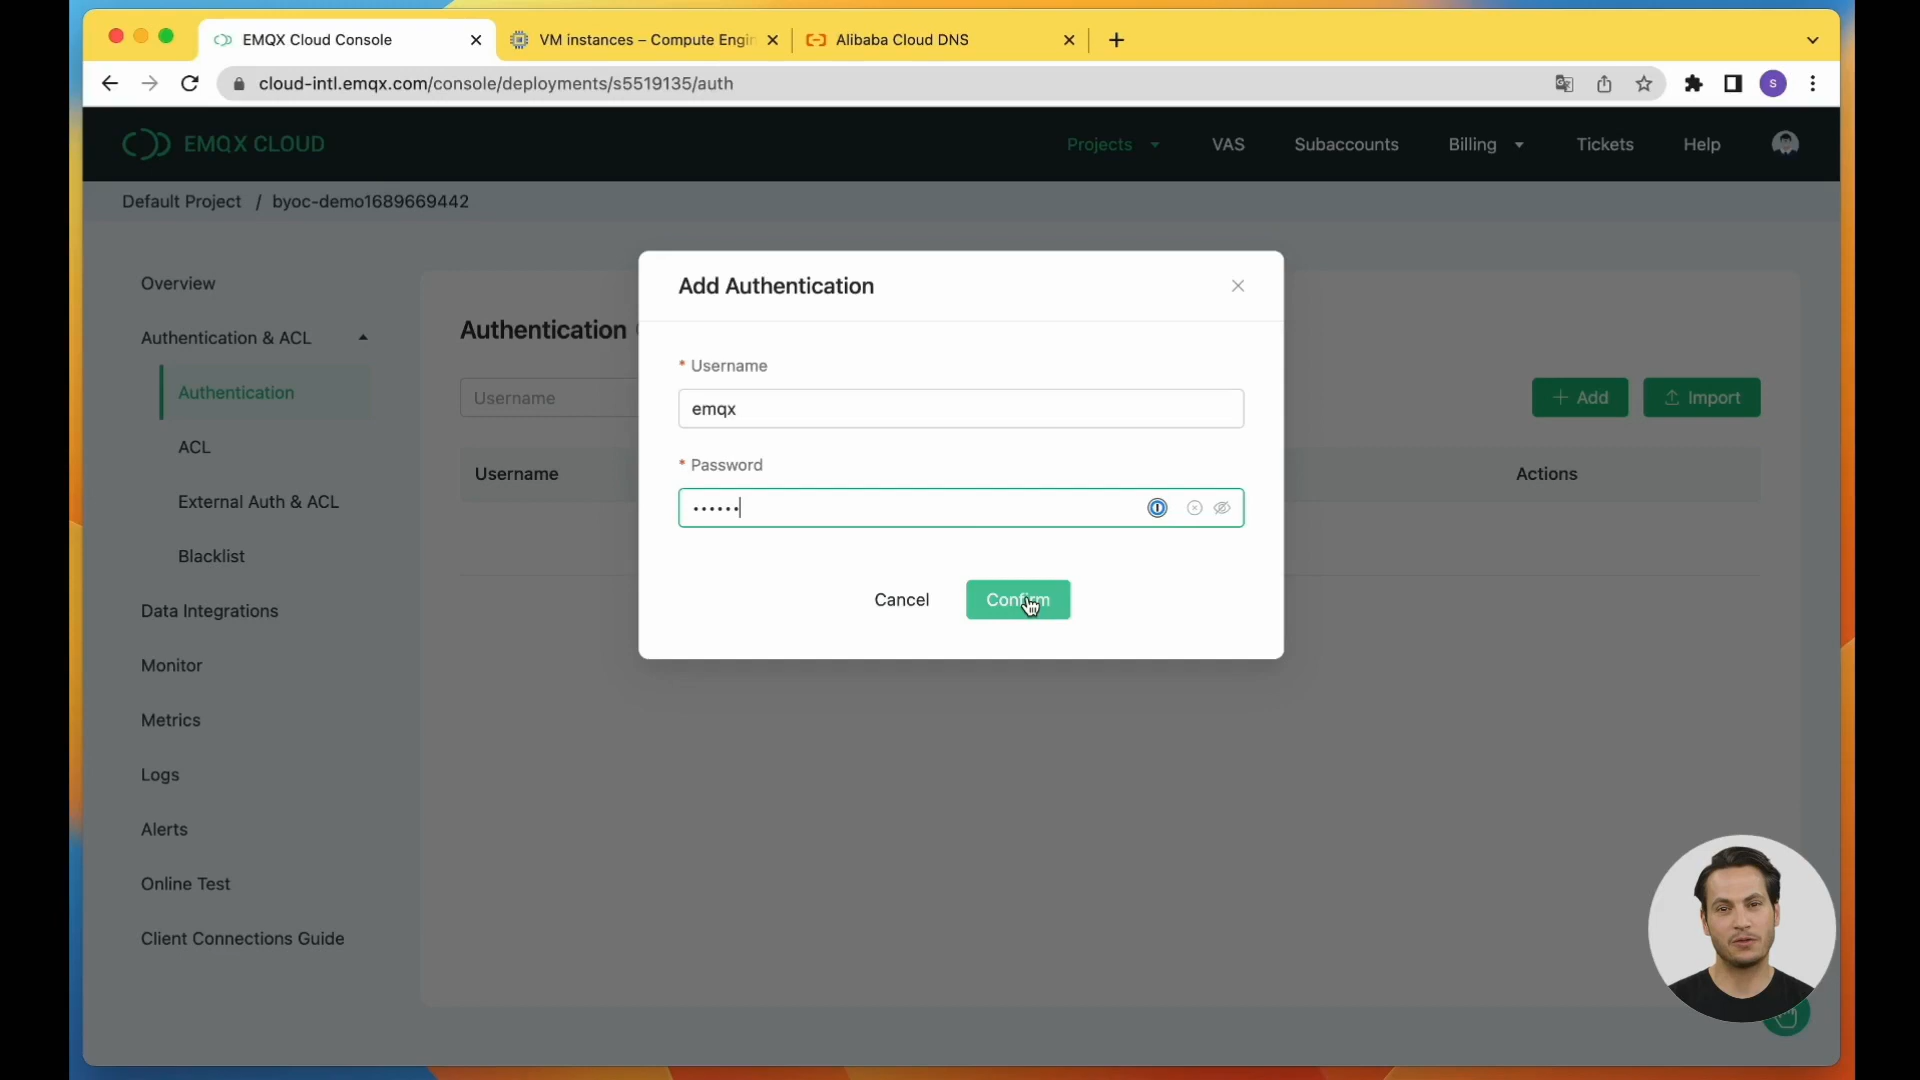 EMQX Cloud Console
VM instances – Compute Engin
Alibaba Cloud DNS
cloud-intl.emqx.com/console/deployments/s5519135/auth
S
EMQX CLOUD
Projects
VAS
Subaccounts
Billing
Tickets
Help
Default Project / byoc-demo1689669442
Overview
Authentication & ACL
Authentication
ACL
External Auth & ACL
Blacklist
Data Integrations
Monitor
Metrics
Logs
Alerts
Online Test
Client Connections Guide
Authentication
Username
+ Add
Import
Username
Actions
Add Authentication
* Username
emqx
* Password
••••••
Cancel
Confirm